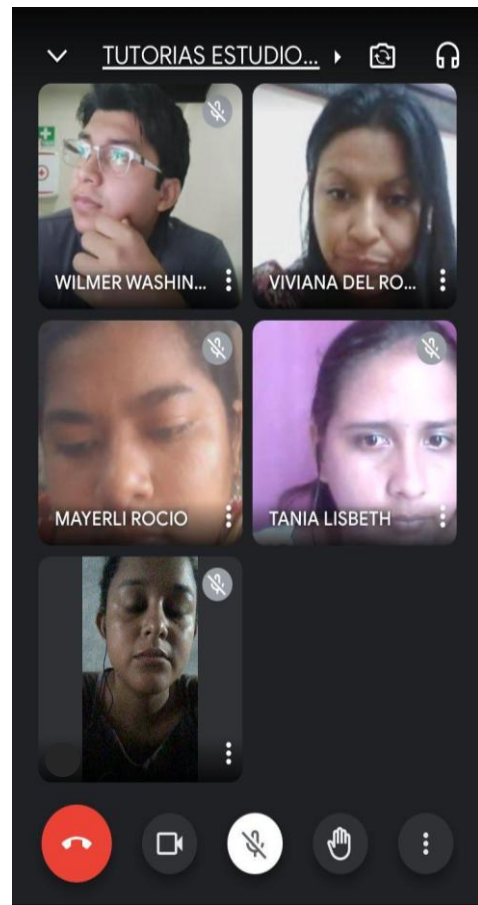 TUTORIAS ESTUDIO...
WILMER WASHIN...
VIVIANA DEL RO...
MAYERLI ROCIO
TANIA LISBETH